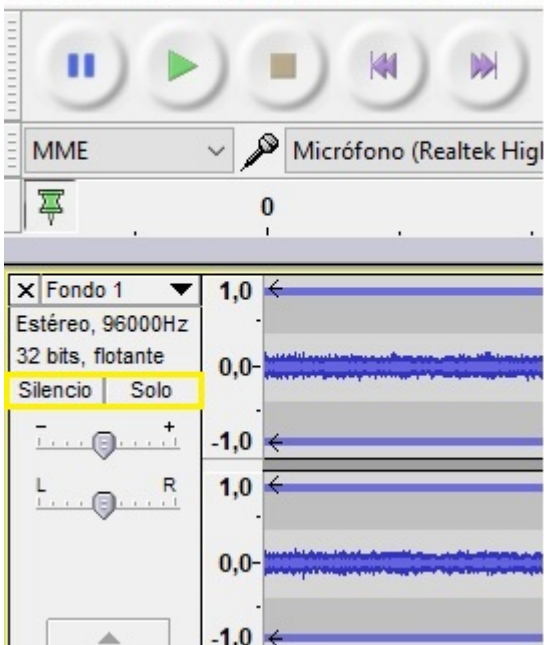 MME Micrófono (Realtek Higl
0
X Fondo 1
Estéreo, 96000Hz
32 bits, flotante
Silencio Solo
- +
L R
1,0
0,0-
-1,0
1,0
0,0-
-1,0